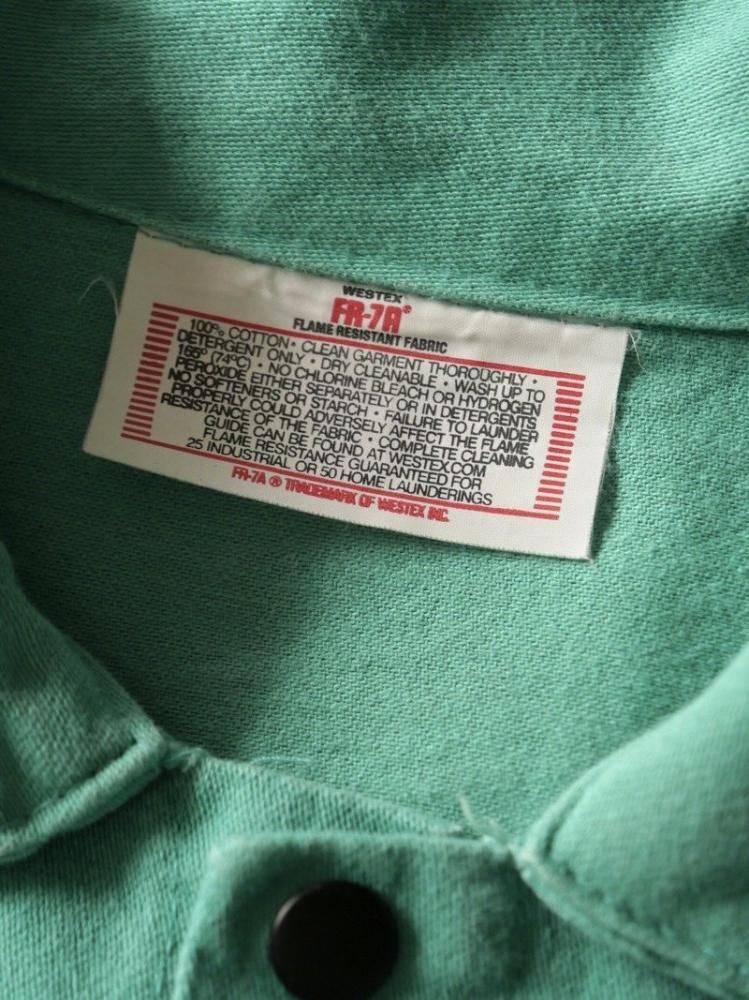 WESTEX
FR-7A®
FLAME RESISTANT FABRIC
100% COTTON • CLEAN GARMENT THOROUGHLY •
DETERGENT ONLY • DRY CLEANABLE • WASH UP TO
165° (74°C) • NO CHLORINE BLEACH OR HYDROGEN
PEROXIDE EITHER SEPARATELY OR IN DETERGENTS
NO SOFTENERS OR STARCH • FAILURE TO LAUNDER
PROPERLY COULD ADVERSELY AFFECT THE FLAME
RESISTANCE OF THE FABRIC • COMPLETE CLEANING
GUIDE CAN BE FOUND AT WESTEX.COM
FLAME RESISTANCE GUARANTEED FOR
25 INDUSTRIAL OR 50 HOME LAUNDERINGS
FR-7A ® TRADEMARK OF WESTEX INC.